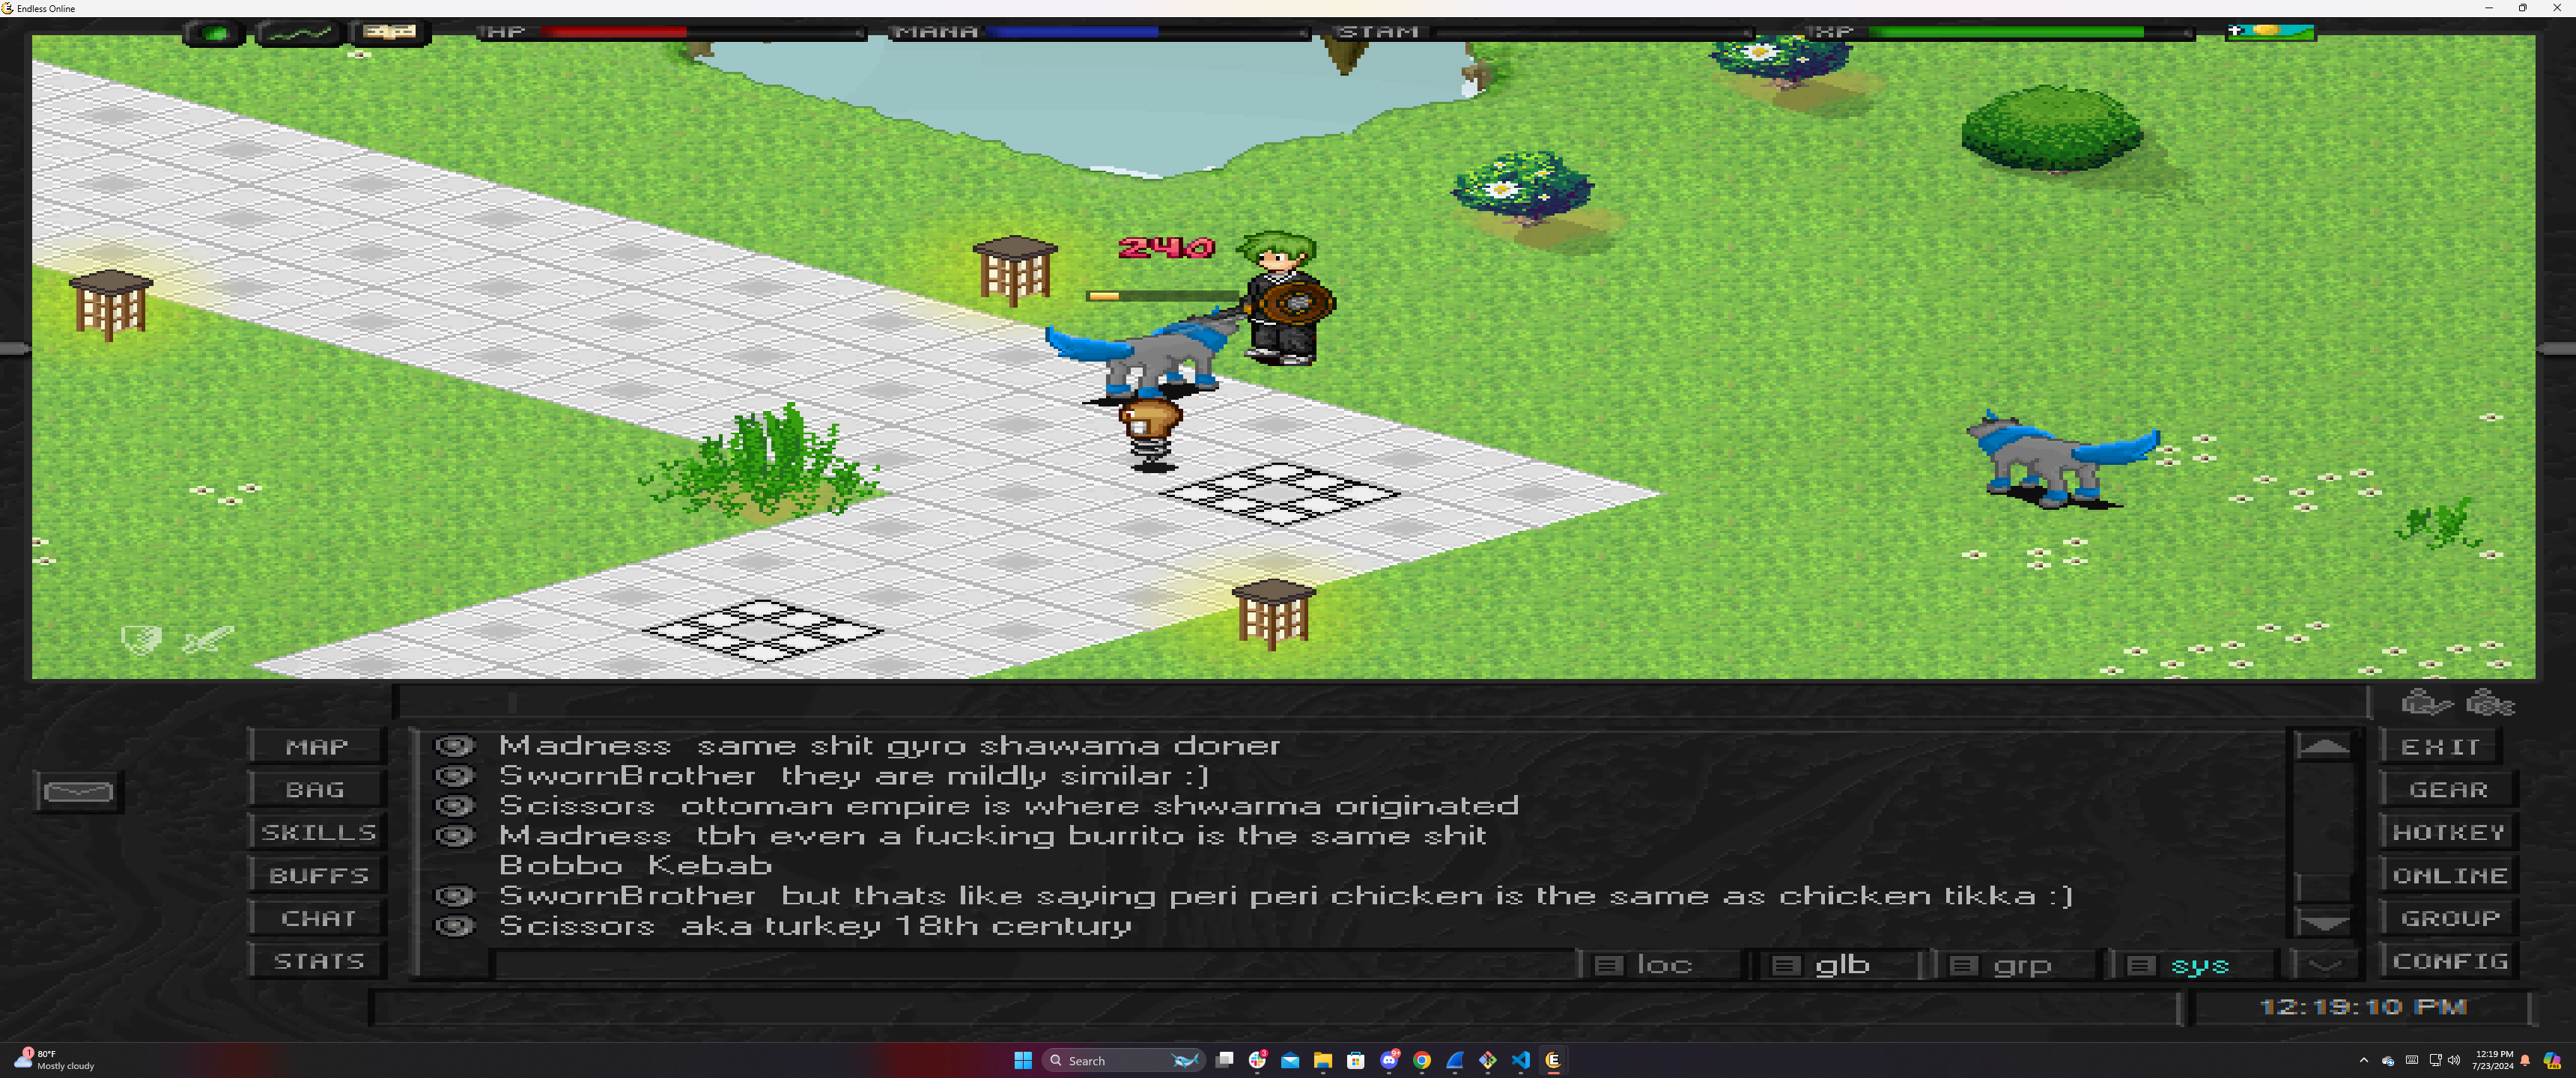 Endless Online
HP
MANA
STAM
XP
240
MAP
BAG
SKILLS
BUFFS
CHAT
STATS
Madness same shit gyro shawama doner
SwornBrother they are mildly similar :)
Scissors ottoman empire is where shwarma originated
Madness tbh even a fucking burrito is the same shit
Bobbo Kebab
SwornBrother but thats like saying peri peri chicken is the same as chicken tikka :)
Scissors aka turkey 18th century
loc
glb
grp
sys
EXIT
GEAR
HOTKEY
ONLINE
GROUP
CONFIG
12:19:10 PM
1
80°F
Mostly cloudy
Search
3
9+
12:19 PM
7/23/2024